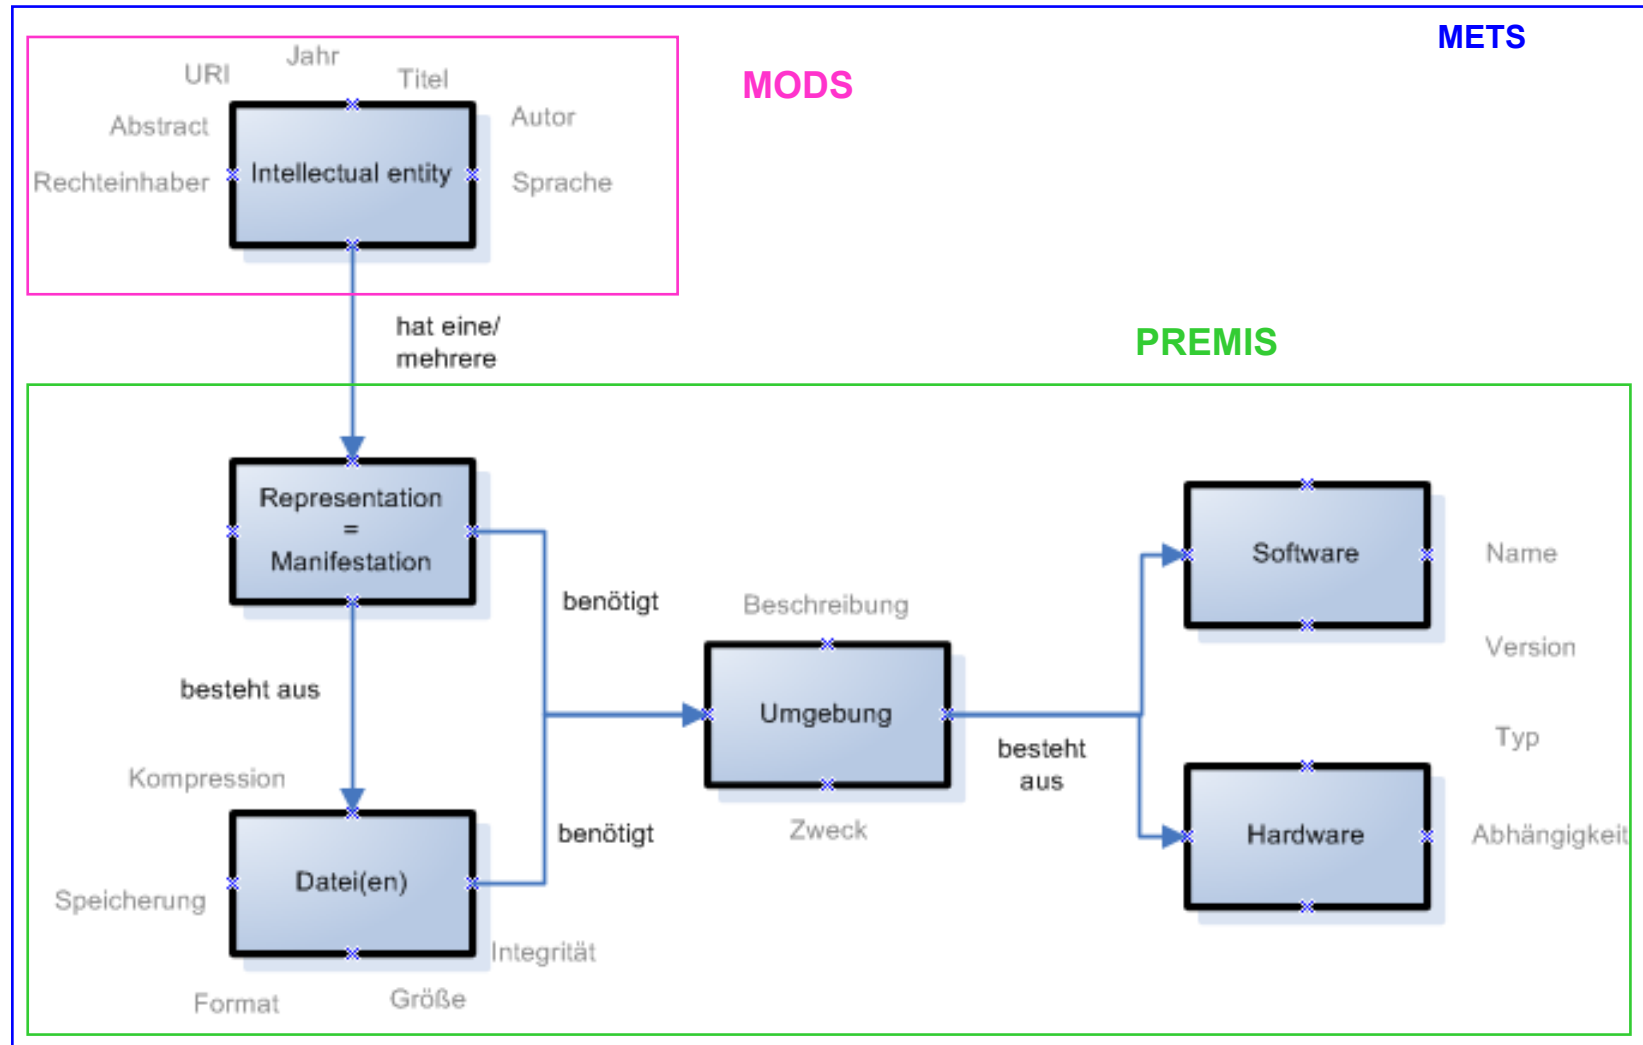 METS
MODS
Jahr
URI
Titel
Abstract
Autor
Rechteinhaber
Intellectual entity
Sprache
hat eine/
mehrere
PREMIS
Representation
=
Manifestation
benötigt
Software
Name
Beschreibung
Version
besteht aus
Umgebung
besteht
aus
Typ
Kompression
Zweck
benötigt
Hardware
Abhängigkeit
Datei(en)
Speicherung
Integrität
Format
Größe